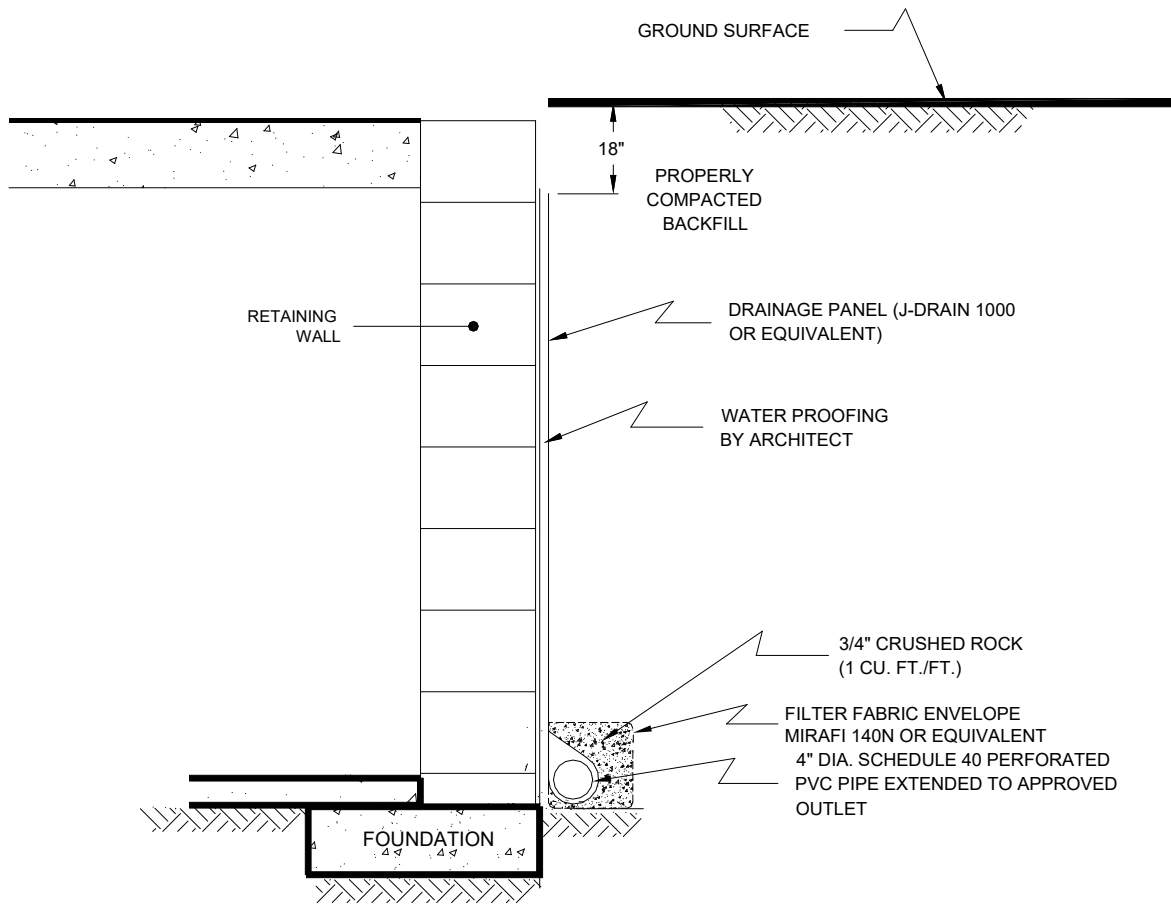 GROUND SURFACE
18"
PROPERLY
COMPACTED
BACKFILL
RETAINING
WALL
DRAINAGE PANEL (J-DRAIN 1000
OR EQUIVALENT)
WATER PROOFING
BY ARCHITECT
3/4" CRUSHED ROCK
(1 CU. FT./FT.)
FILTER FABRIC ENVELOPE
MIRAFI 140N OR EQUIVALENT
4" DIA. SCHEDULE 40 PERFORATED
PVC PIPE EXTENDED TO APPROVED
OUTLET
FOUNDATION